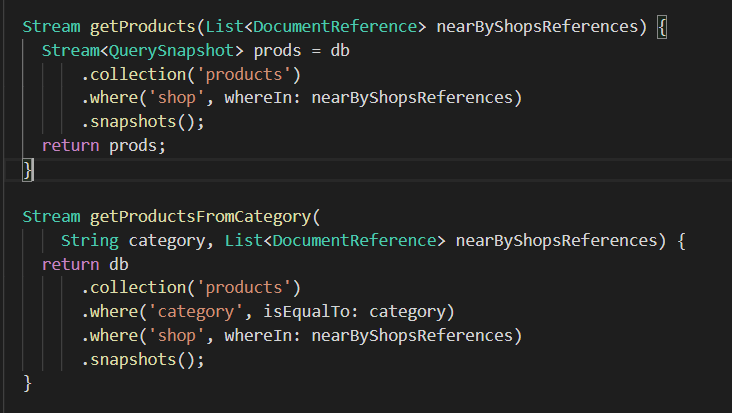 Stream getProducts(List<DocumentReference> nearByShopsReferences) {
  Stream<QuerySnapshot> prods = db
      .collection('products')
      .where('shop', whereIn: nearByShopsReferences)
      .snapshots();
  return prods;
}
Stream getProductsFromCategory(
    String category, List<DocumentReference> nearByShopsReferences) {
  return db
      .collection('products')
      .where('category', isEqualTo: category)
      .where('shop', whereIn: nearByShopsReferences)
      .snapshots();
}